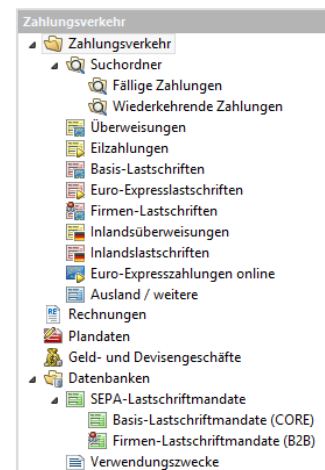 Zahlungsverkehr
Zahlungsverkehr
Suchordner
Fällige Zahlungen
Wiederkehrende Zahlungen
Überweisungen
Eilzahlungen
Basis-Lastschriften
Euro-Expresslastschriften
Firmen-Lastschriften
Inlandsüberweisungen
Inlandslastschriften
Euro-Expresszahlungen online
Ausland / weitere
RE Rechnungen
Plandaten
Geld- und Devisengeschäfte
Datenbanken
SEPA-Lastschriftmandate
Basis-Lastschriftmandate (CORE)
Firmen-Lastschriftmandate (B2B)
Verwendungszwecke